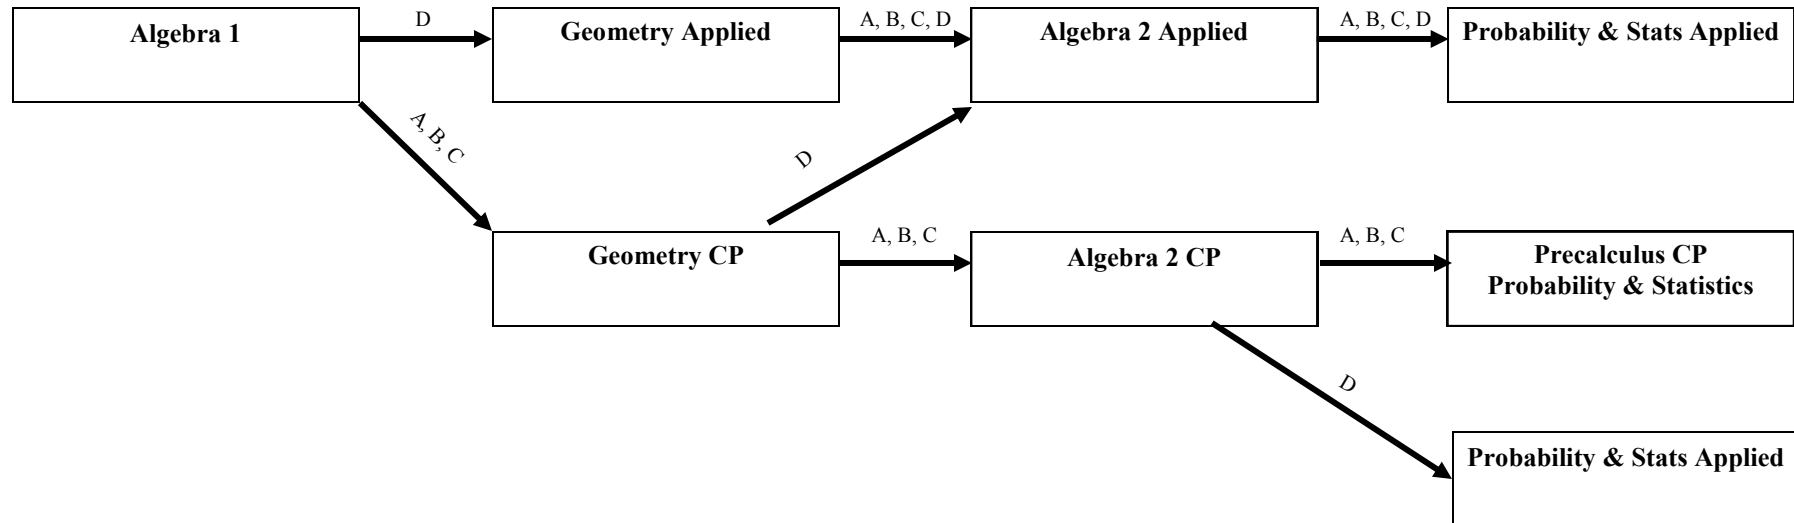 Algebra 1
D
Geometry Applied
A, B, C, D
Algebra 2 Applied
A, B, C, D
Probability & Stats Applied
A, B, C
D
Geometry CP
A, B, C
Algebra 2 CP
A, B, C
Precalculus CP
Probability & Statistics
D
Probability & Stats Applied